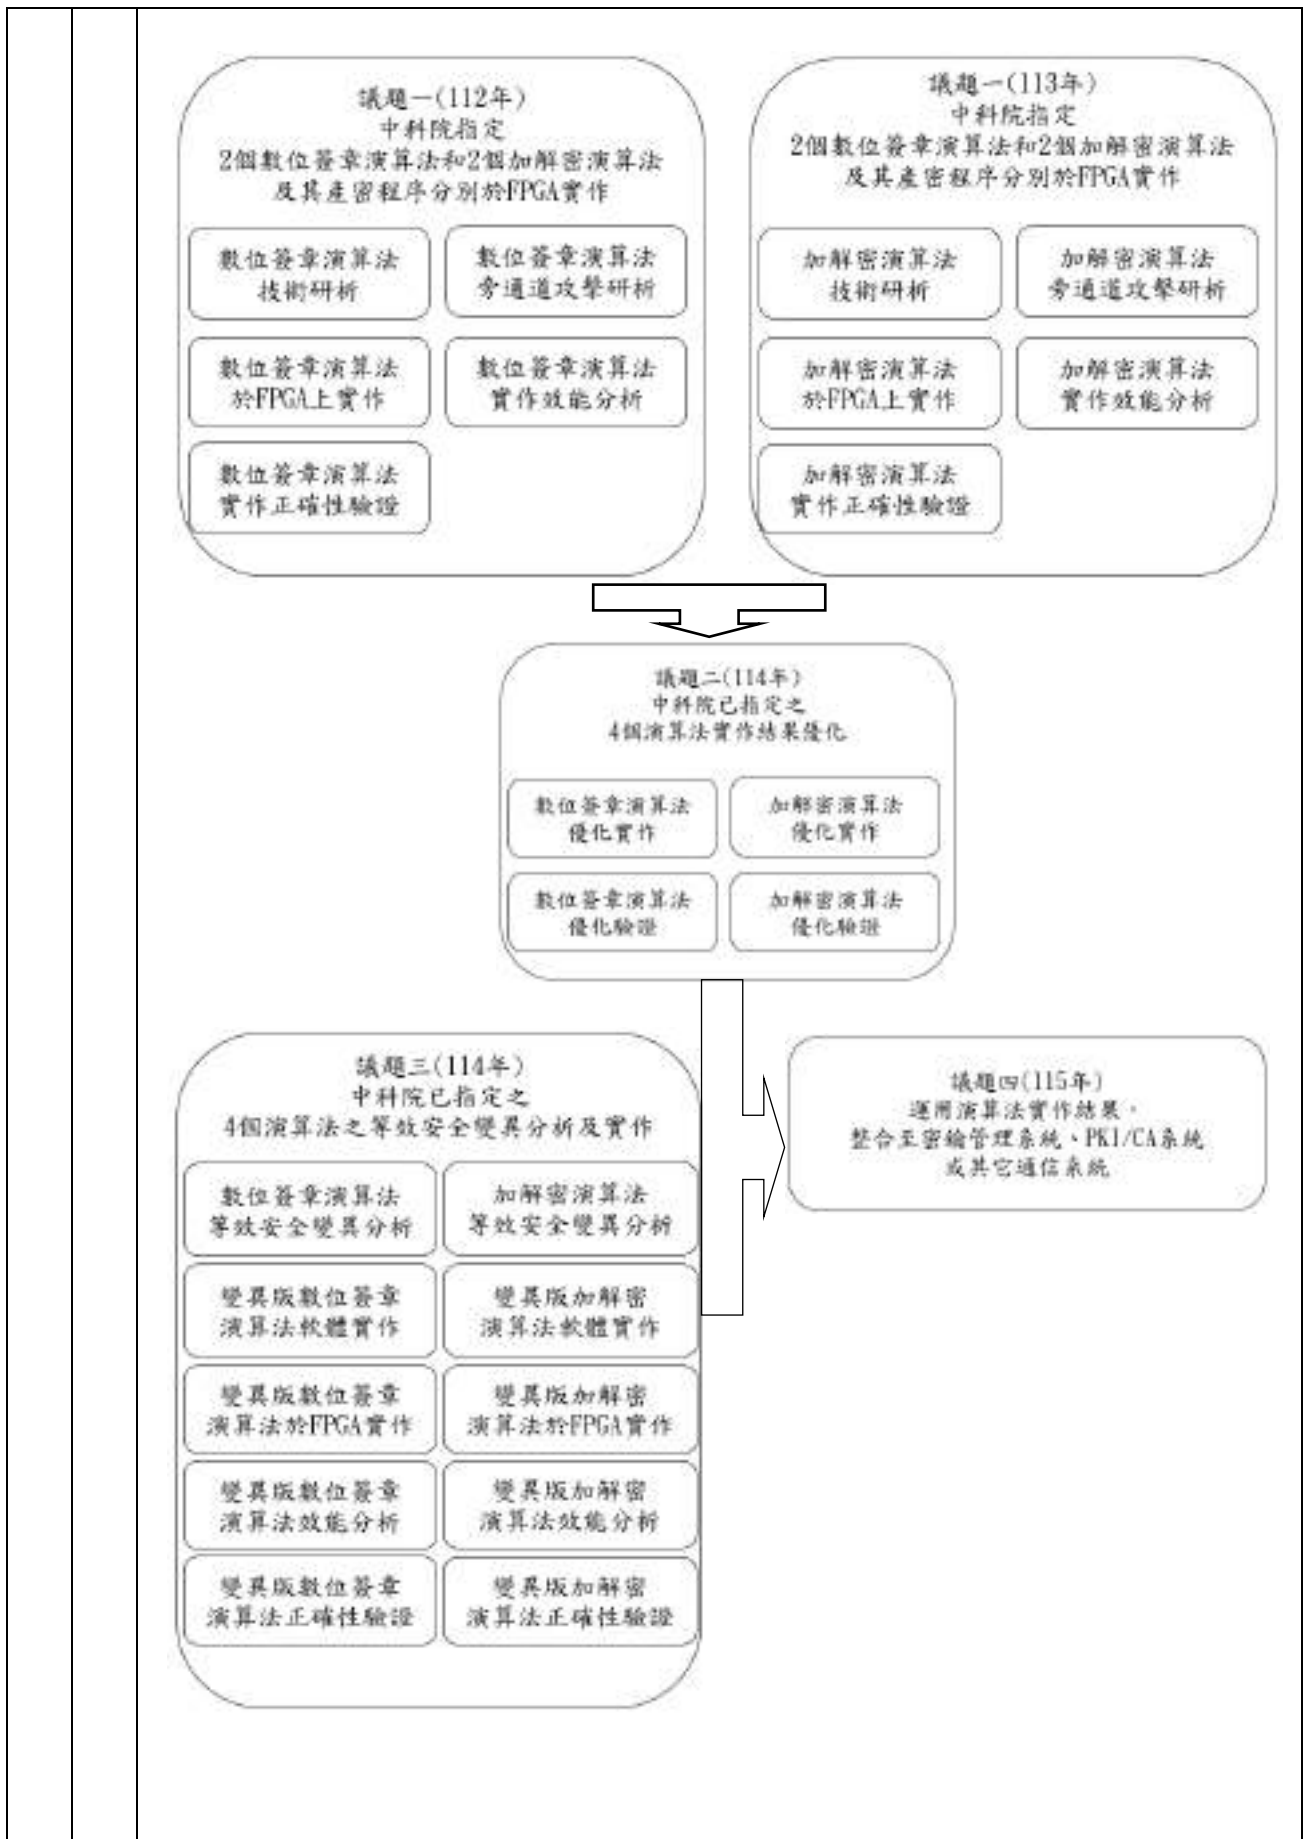 議題一(112年)
中科院指定
2個數位簽章演算法和2個加解密演算法
及其產密程序分別於FPGA實作
數位簽章演算法
技術研析
數位簽章演算法
旁通道攻擊研析
數位簽章演算法
於FPGA上實作
數位簽章演算法
實作效能分析
數位簽章演算法
實作正確性驗證
議題一(113年)
中科院指定
2個數位簽章演算法和2個加解密演算法
及其產密程序分別於FPGA實作
加解密演算法
技術研析
加解密演算法
旁通道攻擊研析
加解密演算法
於FPGA上實作
加解密演算法
實作效能分析
加解密演算法
實作正確性驗證
議題二(114年)
中科院已指定之
4個演算法實作結果優化
數位簽章演算法
優化實作
加解密演算法
優化實作
數位簽章演算法
優化驗證
加解密演算法
優化驗證
議題三(114年)
中科院已指定之
4個演算法之等效安全變異分析及實作
數位簽章演算法
等效安全變異分析
加解密演算法
等效安全變異分析
變異版數位簽章
演算法軟體實作
變異版加解密
演算法軟體實作
變異版數位簽章
演算法於FPGA實作
變異版加解密
演算法於FPGA實作
變異版數位簽章
演算法效能分析
變異版加解密
演算法效能分析
變異版數位簽章
演算法正確性驗證
變異版加解密
演算法正確性驗證
議題四(115年)
運用演算法實作結果，
整合至密鑰管理系統、PKI/CA系統
或其它通信系統